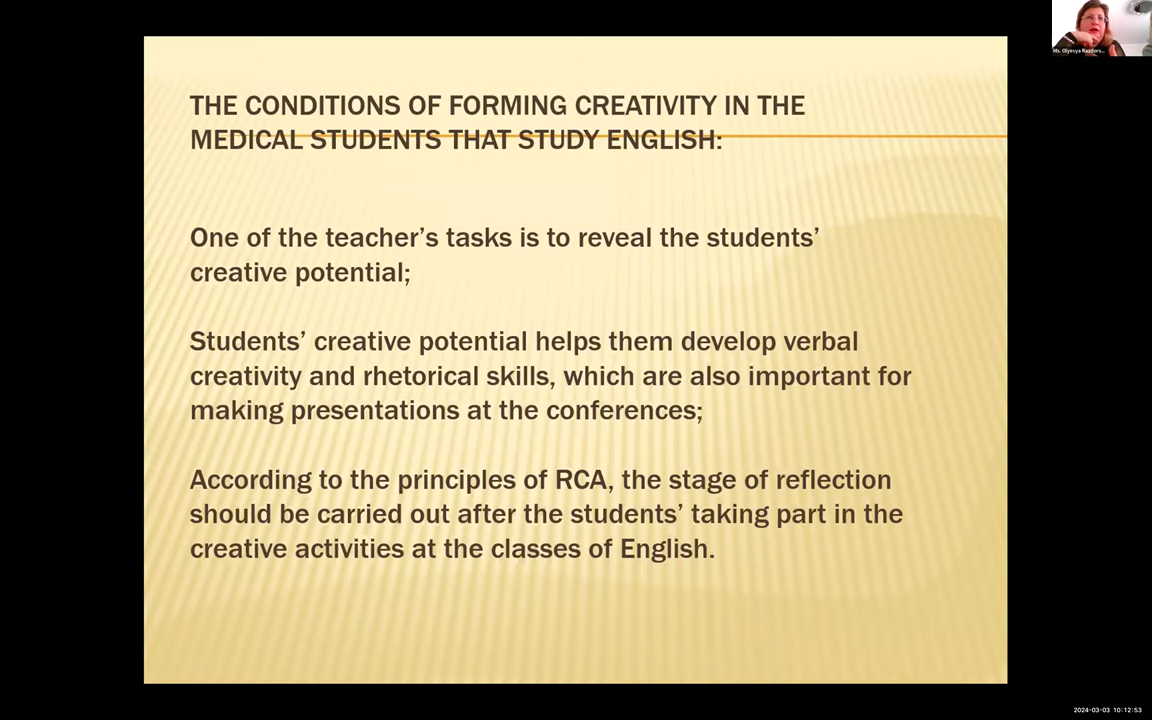 THE CONDITIONS OF FORMING CREATIVITY IN THE
MEDICAL STUDENTS THAT STUDY ENGLISH:
One of the teacher’s tasks is to reveal the students’
creative potential;
Students’ creative potential helps them develop verbal
creativity and rhetorical skills, which are also important for
making presentations at the conferences;
According to the principles of RCA, the stage of reflection
should be carried out after the students’ taking part in the
creative activities at the classes of English.
Ms. Olyesya Razdors...
2024-03-03 10:12:53